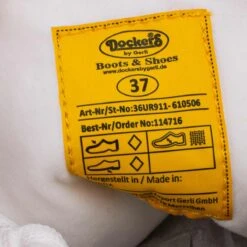 Dockers
by Gerli
Boots & Shoes
www.dockersbygerli.de
37
Art-Nr/St-No:36UR911-610506
Best-Nr/Order No:114716
Hergestellt in / Made in:
Sport Gerli GmbH